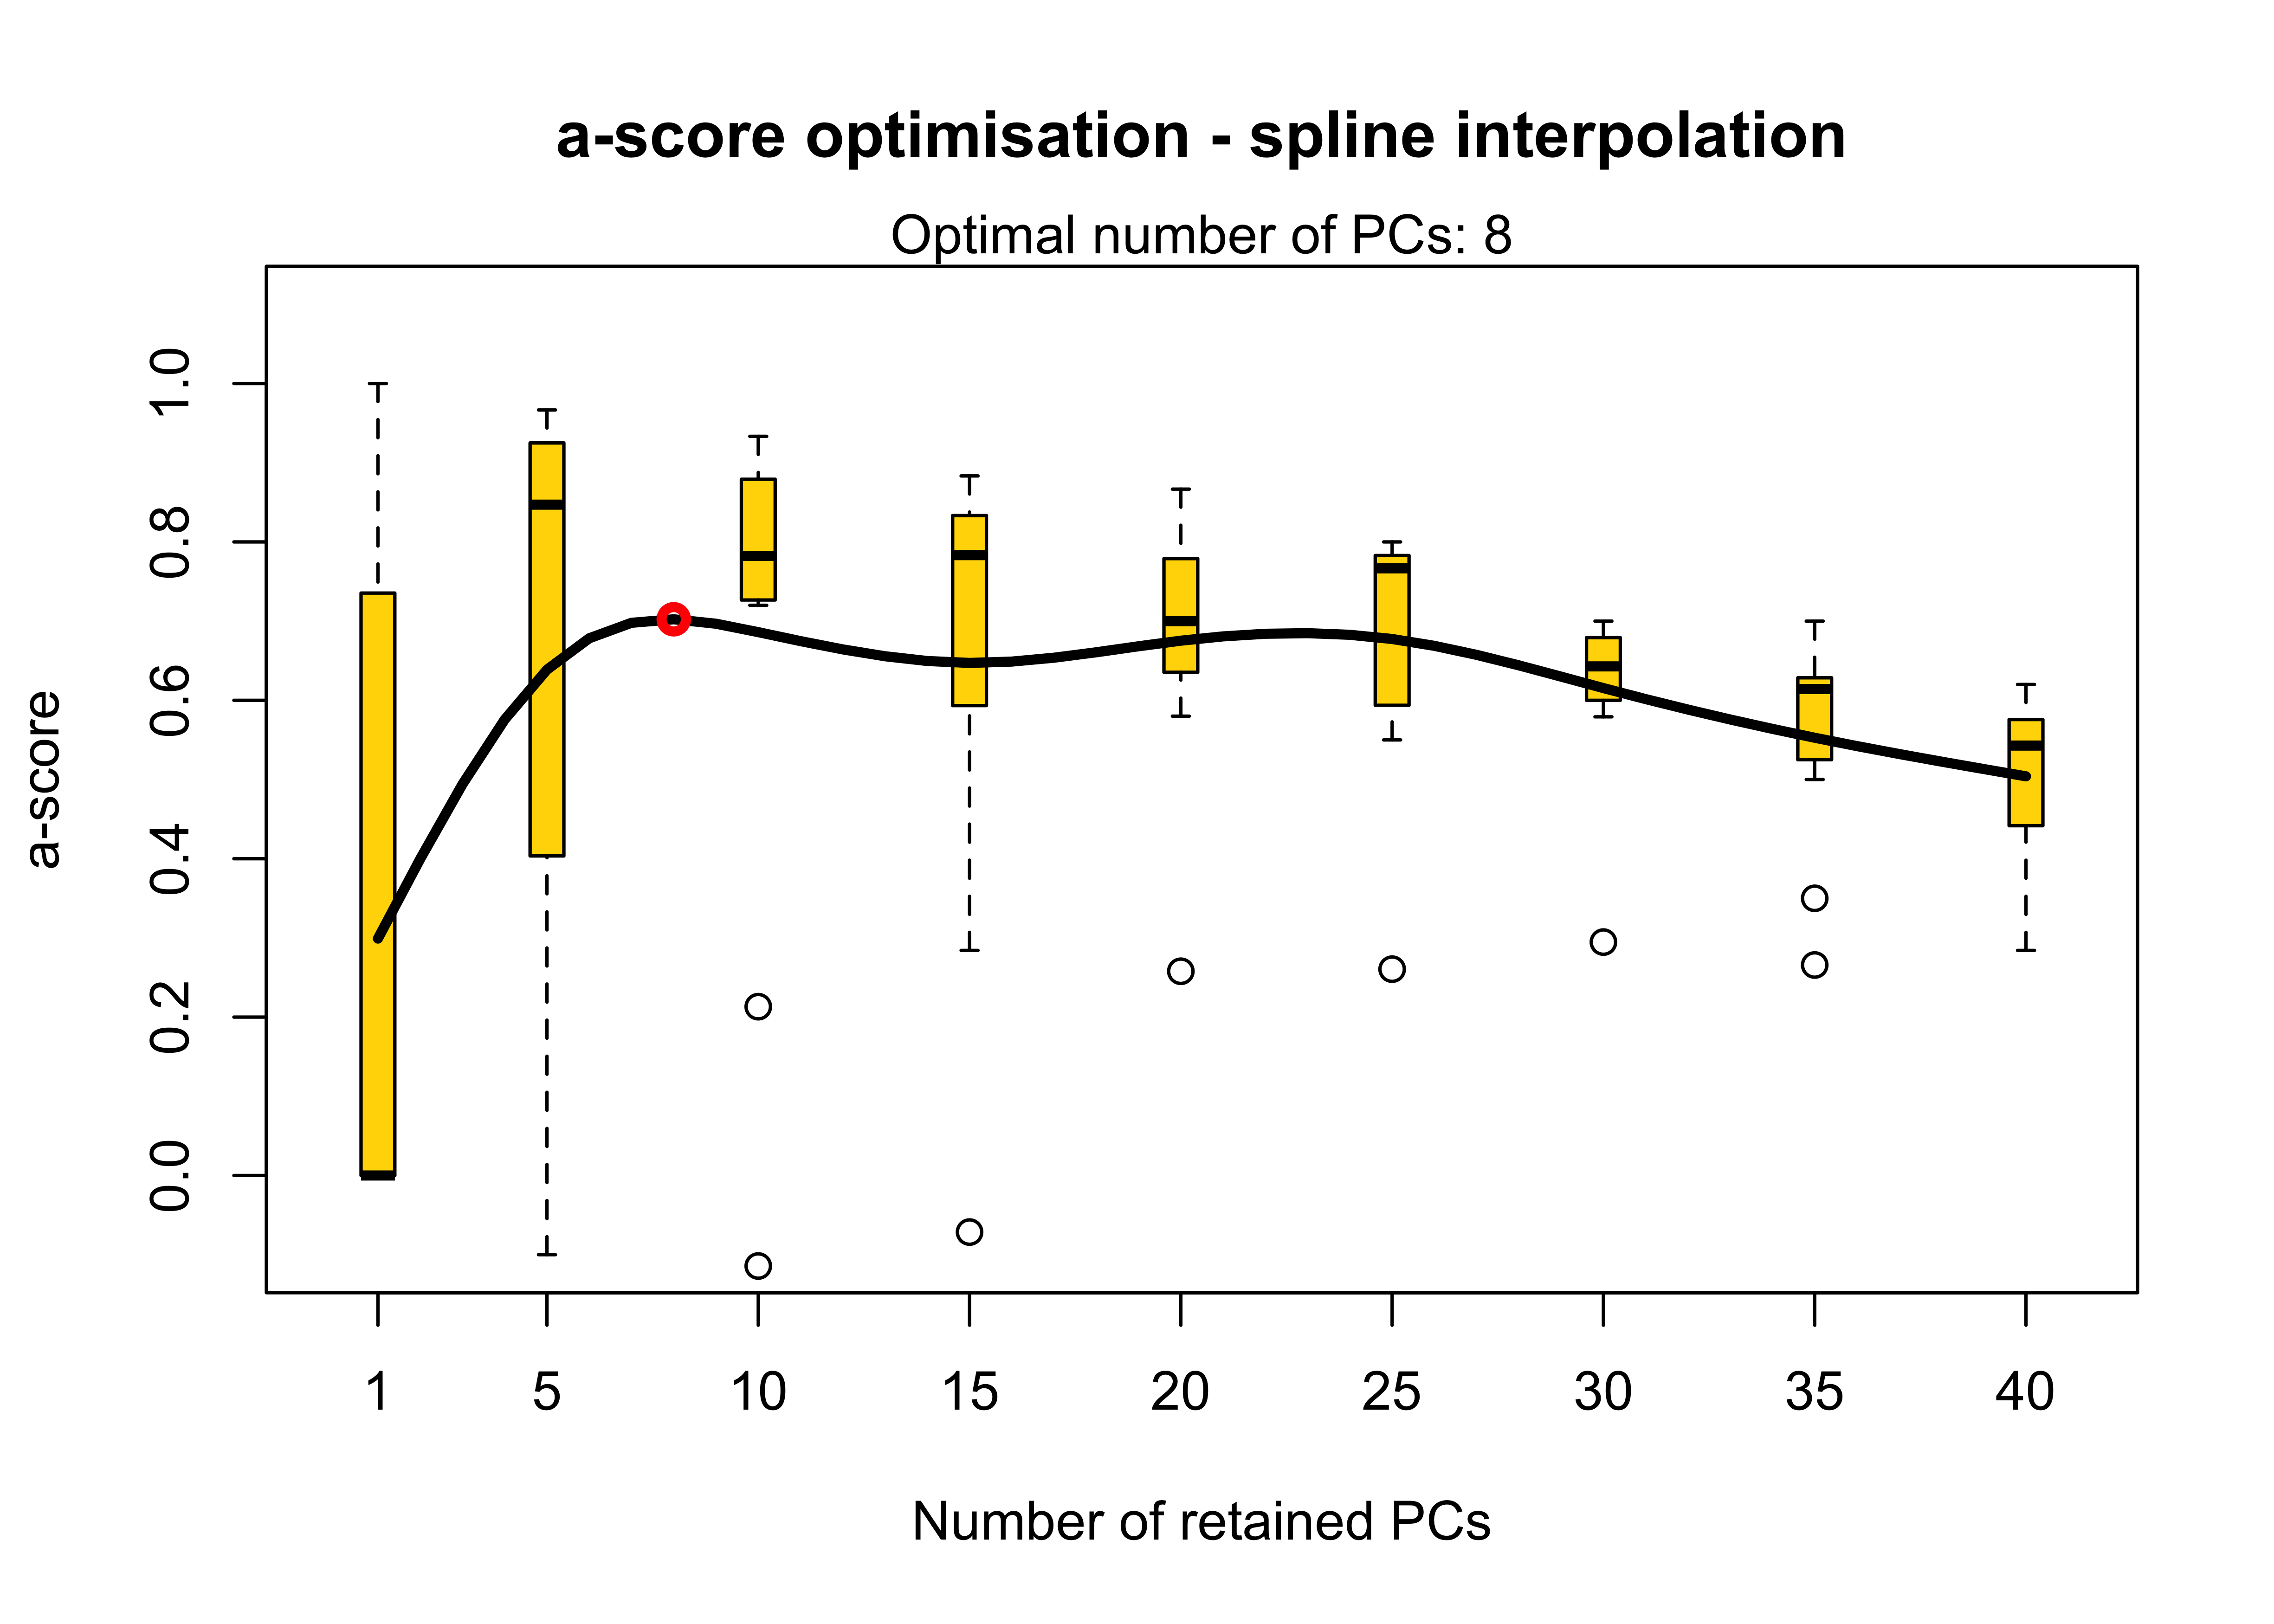 a-score optimisation - spline interpolation
Optimal number of PCs: 8
a-score
1.0
0.8
0.6
0.4
0.2
0.0
1 5 10 15 20 25 30 35 40
Number of retained PCs